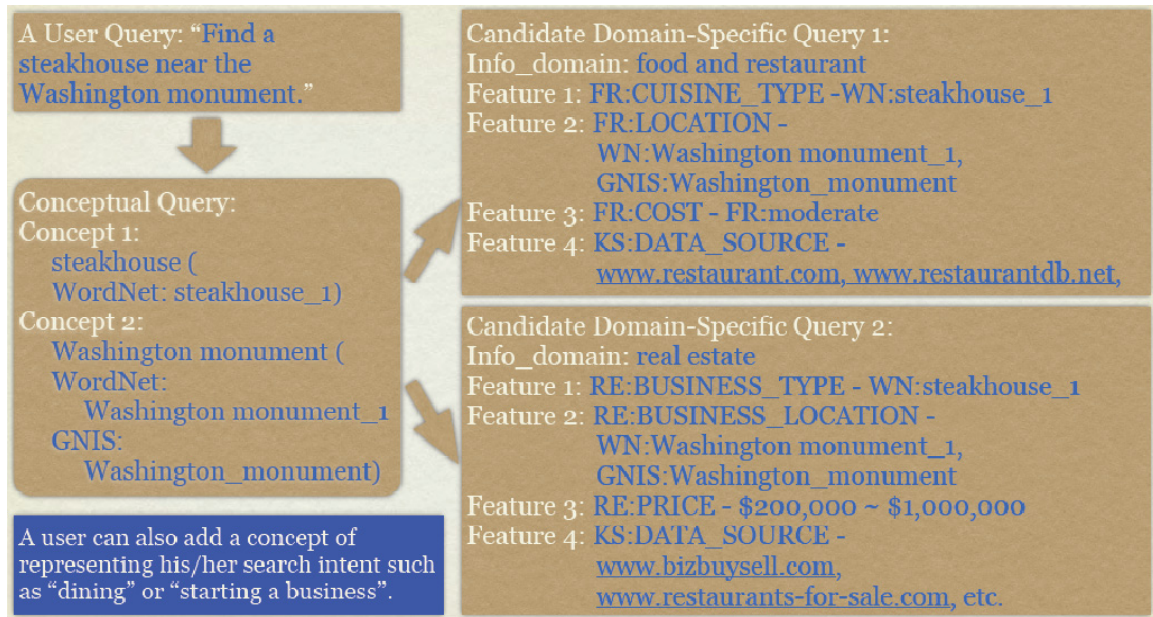 A User Query: “Find a
steakhouse near the
Washington monument.”
Conceptual Query:
Concept 1:
steakhouse (
WordNet: steakhouse_1)
Concept 2:
Washington monument (
WordNet:
Washington monument_1
GNIS:
Washington_monument)
A user can also add a concept of
representing his/her search intent such
as “dining” or “starting a business”.
Candidate Domain-Specific Query 1:
Info_domain: food and restaurant
Feature 1: FR:CUISINE_TYPE -WN:steakhouse_1
Feature 2: FR:LOCATION -
WN:Washington monument_1,
GNIS:Washington_monument
Feature 3: FR:COST - FR:moderate
Feature 4: KS:DATA_SOURCE -
www.restaurant.com, www.restaurantdb.net,
Candidate Domain-Specific Query 2:
Info_domain: real estate
Feature 1: RE:BUSINESS_TYPE - WN:steakhouse_1
Feature 2: RE:BUSINESS_LOCATION -
WN:Washington monument_1,
GNIS:Washington_monument
Feature 3: RE:PRICE - $200,000 ~ $1,000,000
Feature 4: KS:DATA_SOURCE -
www.bizbuysell.com,
www.restaurants-for-sale.com, etc.